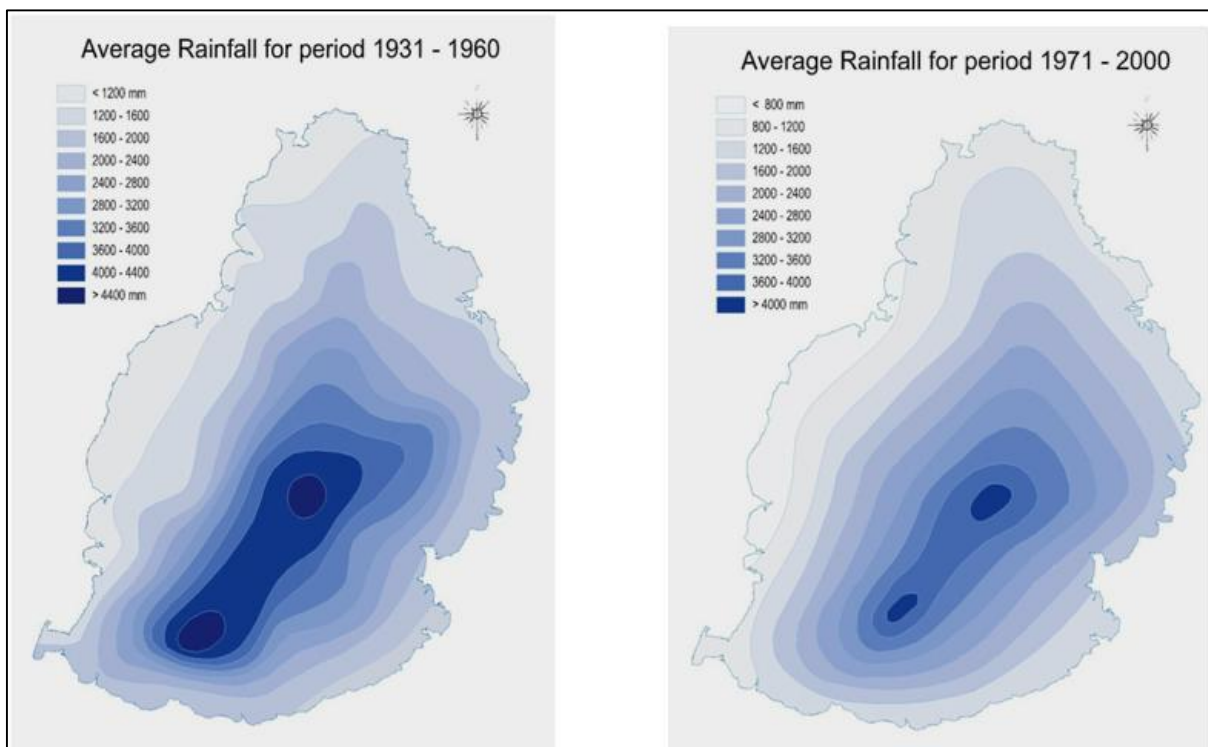 Average Rainfall for period 1931 - 1960
< 1200 mm
1200 - 1600
1600 - 2000
2000 - 2400
2400 - 2800
2800 - 3200
3200 - 3600
3600 - 4000
4000 - 4400
> 4400 mm
Average Rainfall for period 1971 - 2000
< 800 mm
800 - 1200
1200 - 1600
1600 - 2000
2000 - 2400
2400 - 2800
2800 - 3200
3200 - 3600
3600 - 4000
> 4000 mm